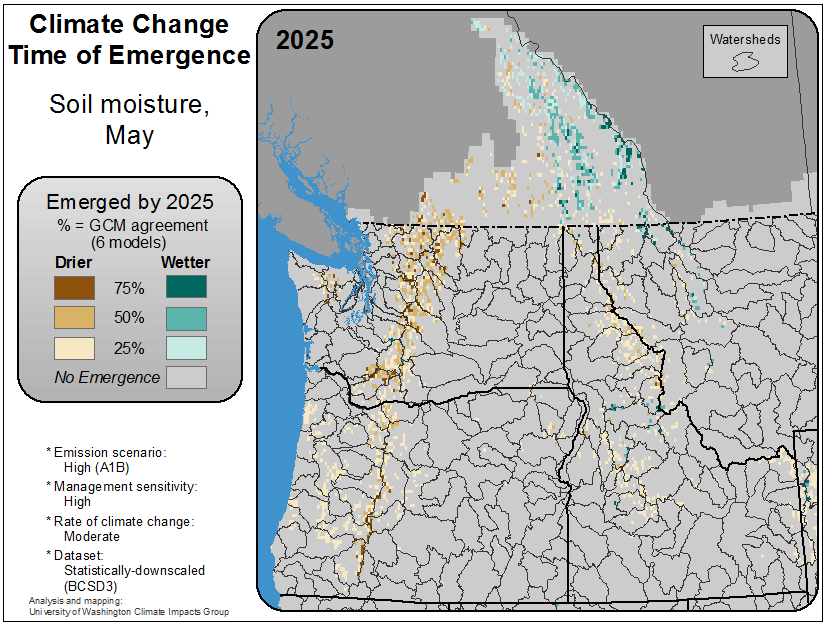 Climate Change
Time of Emergence
Soil moisture,
May
Emerged by 2025
% = GCM agreement
(6 models)
Drier Wetter
75%
50%
25%
No Emergence
* Emission scenario:
High (A1B)
* Management sensitivity:
High
* Rate of climate change:
Moderate
* Dataset:
Statistically-downscaled
(BCSD3)
Analysis and mapping:
University of Washington Climate Impacts Group
2025
Watersheds